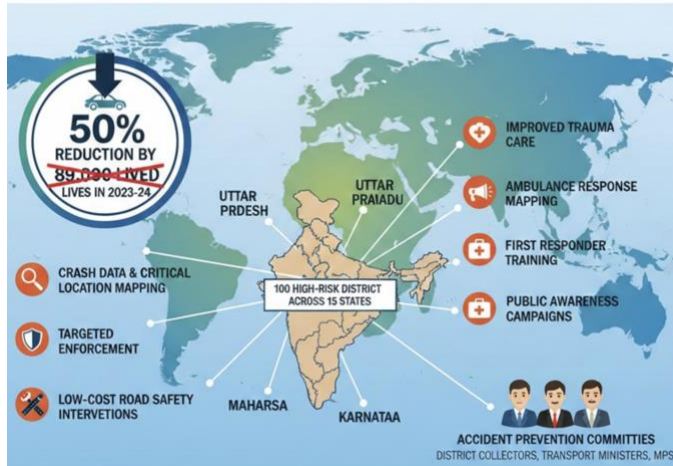 50%
REDUCTION BY
89.000 LIVED
LIVES IN 2023-24
UTTAR
PRDESH
UTTAR
PRAIADU
IMPROVED TRAUMA
CARE
AMBULANCE RESPONSE
MAPPING
FIRST RESPONDER
TRAINING
PUBLIC AWARENESS
CAMPAIGNS
CRASH DATA & CRITICAL
LOCATION MAPPING
TARGETED
ENFORCEMENT
LOW-COST ROAD SAFETY
INTERVETIONS
100 HIGH-RISK DISTRICT
ACROSS 15 STATES
MAHARSA
KARNATAA
ACCIDENT PREVENTION COMMITTIES
DISTRICT COLLECTORS, TRANSPORT MINISTERS, MPS